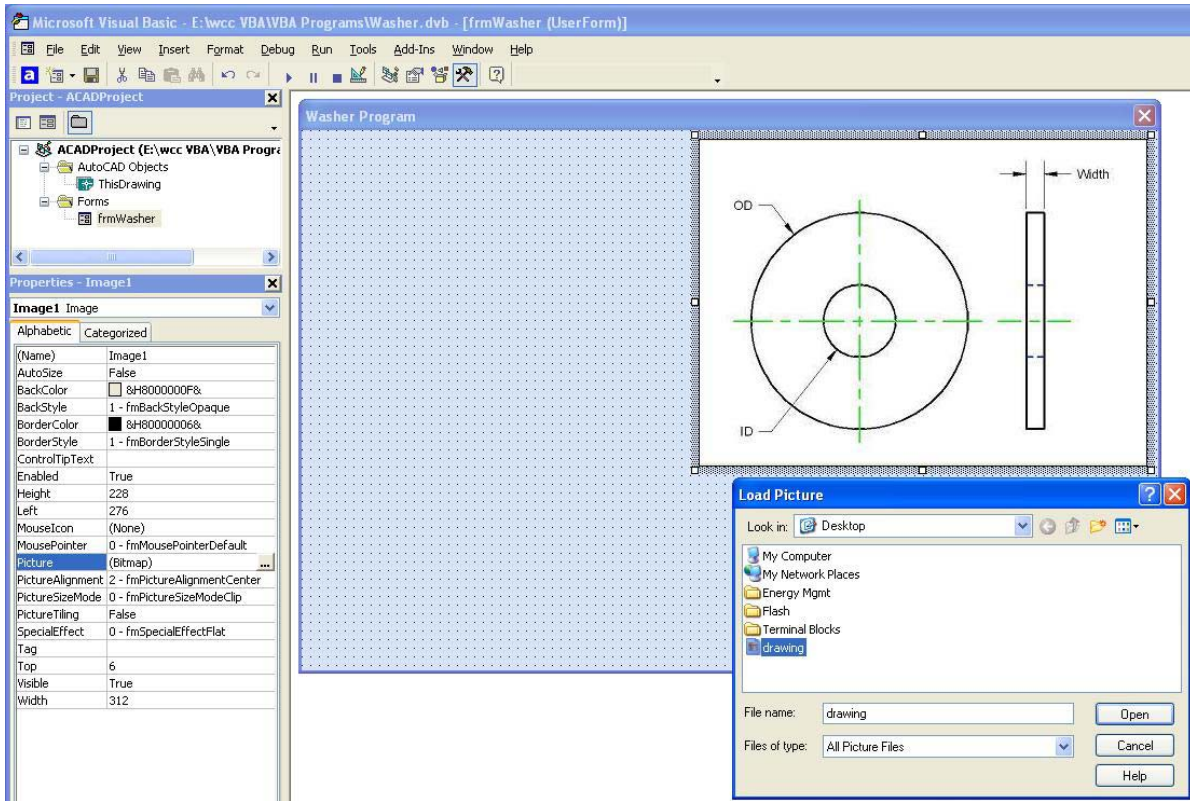 Microsoft Visual Basic - E:\wcc VBA\VBA Programs\Washer.dvb - [frmWasher (UserForm)]
File Edit View Insert Format Debug Run Tools Add-Ins Window Help
Project - ACADProject
ACADProject (E:\wcc VBA\VBA Progra
AutoCAD Objects
ThisDrawing
Forms
frmWasher
Properties - Image1
Image1 Image
Alphabetic Categorized
(Name) Image1
AutoSize False
BackColor &H8000000F&
BackStyle 1 - fmBackStyleOpaque
BorderColor &H80000006&
BorderStyle 1 - fmBorderStyleSingle
ControlTipText
Enabled True
Height 228
Left 276
MouseIcon (None)
MousePointer 0 - fmMousePointerDefault
Picture (Bitmap) ...
PictureAlignment 2 - fmPictureAlignmentCenter
PictureSizeMode 0 - fmPictureSizeModeClip
PictureTiling False
SpecialEffect 0 - fmSpecialEffectFlat
Tag
Top 6
Visible True
Width 312
Washer Program
Width
OD
ID
Load Picture
Look in: Desktop
My Computer
My Network Places
Energy Mgmt
Flash
Terminal Blocks
drawing
File name: drawing Open
Files of type: All Picture Files Cancel
Help